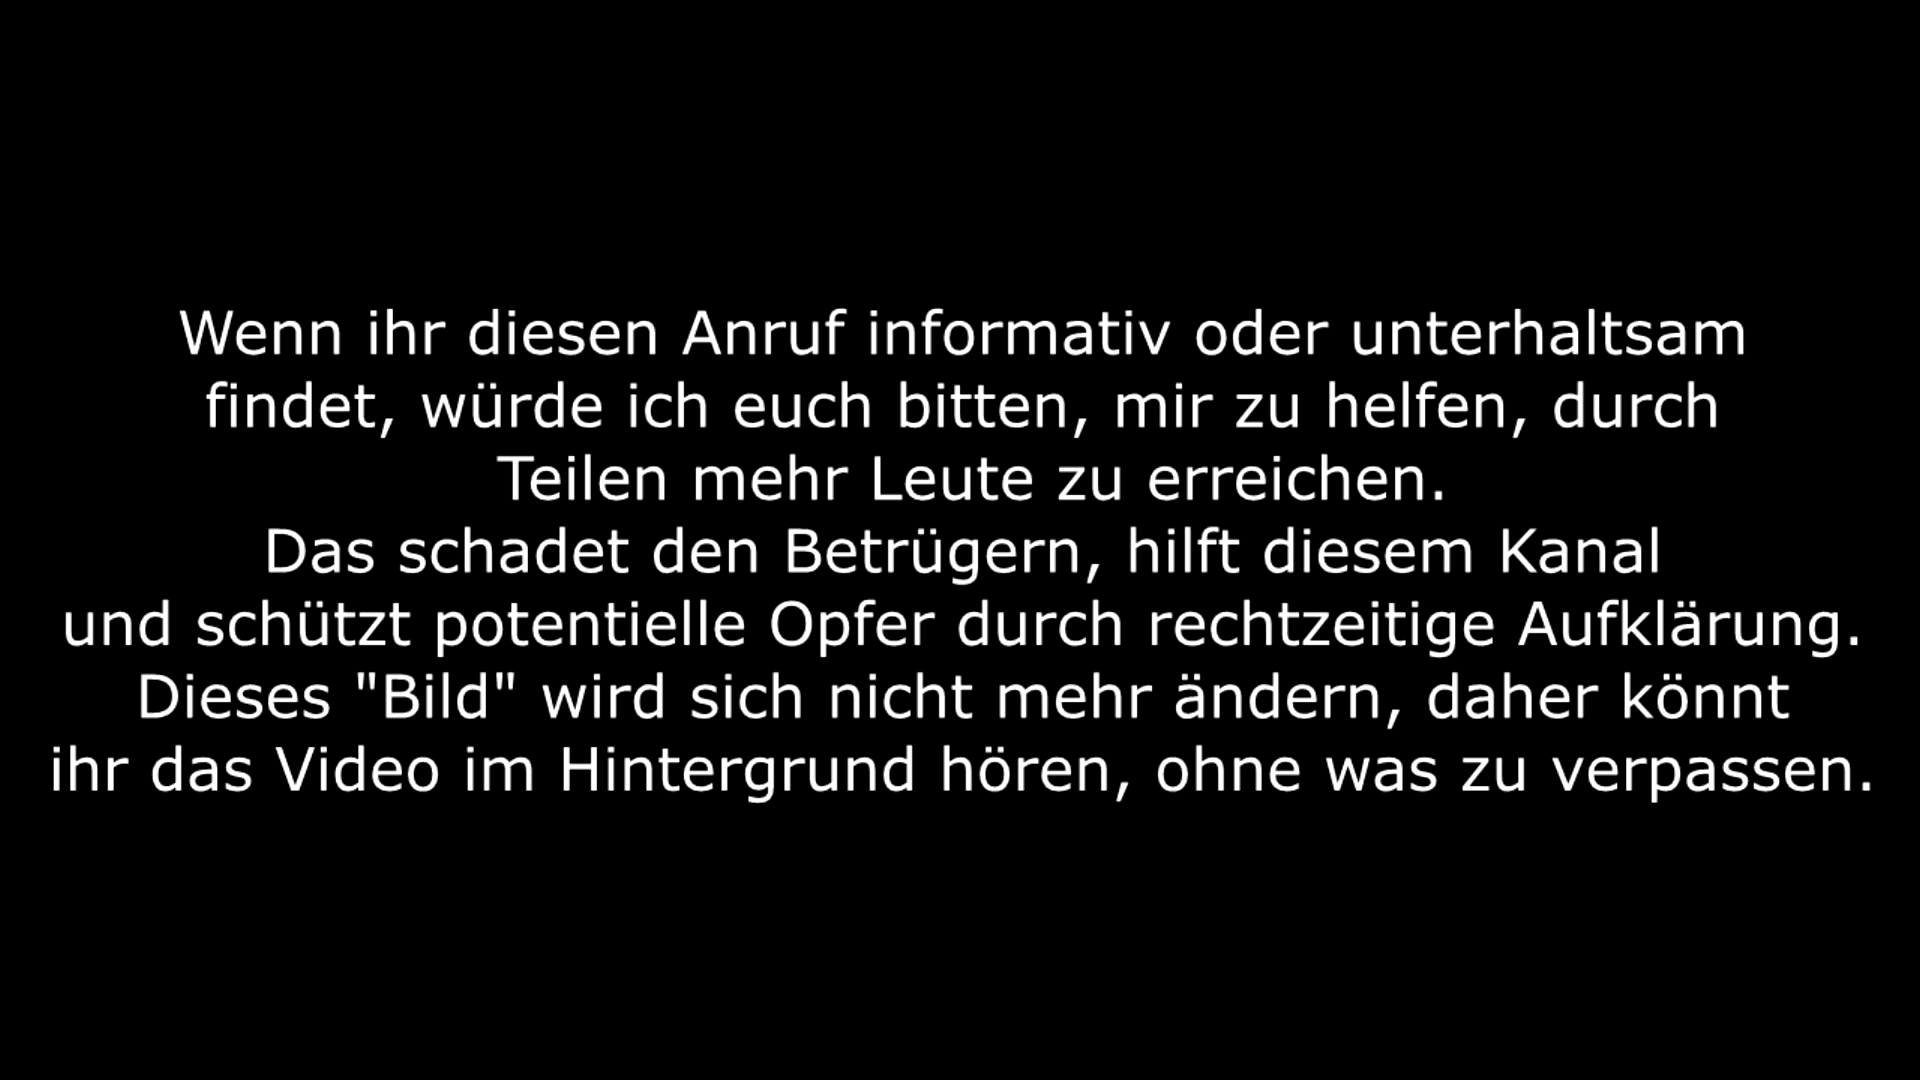 Wenn ihr diesen Anruf informativ oder unterhaltsam
findet, würde ich euch bitten, mir zu helfen, durch
Teilen mehr Leute zu erreichen.
Das schadet den Betrügern, hilft diesem Kanal
und schützt potentielle Opfer durch rechtzeitige Aufklärung.
Dieses "Bild" wird sich nicht mehr ändern, daher könnt
ihr das Video im Hintergrund hören, ohne was zu verpassen.